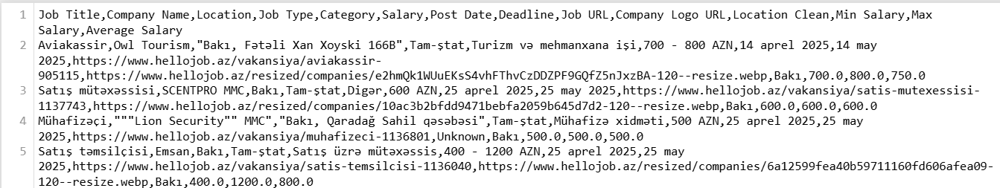 1 Job Title,Company Name,Location,Job Type,Category,Salary,Post Date,Deadline,Job URL,Company Logo URL,Location Clean,Min Salary,Max
Salary,Average Salary
2 Aviakassir,Owl Tourism,"Bakı, Fətəli Xan Xoyski 166B",Tam-ştat,Turizm və mehmanxana işi,700 - 800 AZN,14 aprel 2025,14 may
2025,https://www.hellojob.az/vakansiya/aviakassir-
905115,https://www.hellojob.az/resized/companies/e2hmQk1WUuEKsS4vhFThvCzDDZPF9GQfZ5nJxzBA-120--resize.webp,Bakı,700.0,800.0,750.0
3 Satış mütəxəssisi,SCENTPRO MMC,Bakı,Tam-ştat,Digər,600 AZN,25 aprel 2025,25 may 2025,https://www.hellojob.az/vakansiya/satis-mutexessisi-
1137743,https://www.hellojob.az/resized/companies/10ac3b2bfdd9471bebfa2059b645d7d2-120--resize.webp,Bakı,600.0,600.0,600.0
4 Mühafizəçi,"""Lion Security"" MMC","Bakı, Qaradağ Sahil qəsəbəsi",Tam-ştat,Mühafizə xidməti,500 AZN,25 aprel 2025,25 may
2025,https://www.hellojob.az/vakansiya/muhafizeci-1136801,Unknown,Bakı,500.0,500.0,500.0
5 Satış təmsilçisi,Emsan,Bakı,Tam-ştat,Satış üzrə mütəxəssis,400 - 1200 AZN,25 aprel 2025,25 may
2025,https://www.hellojob.az/vakansiya/satis-temsilcisi-1136040,https://www.hellojob.az/resized/companies/6a12599fea40b59711160fd606afea09-
120--resize.webp,Bakı,400.0,1200.0,800.0